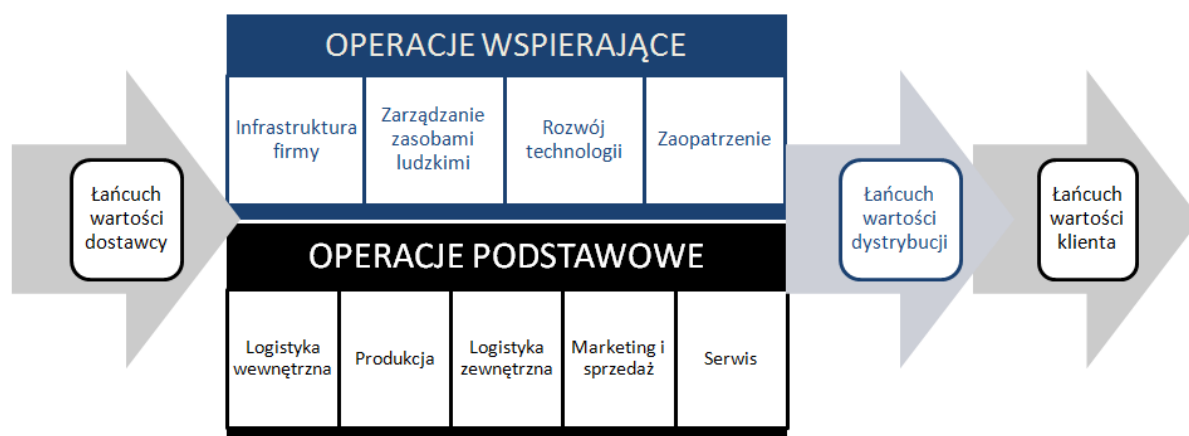 OPERACJE WSPIERAJĄCE
Infrastruktura
firmy
Zarządzanie
zasobami
ludzkimi
Rozwój
technologii
Zaopatrzenie
Łańcuch
wartości
dostawcy
Łańcuch
wartości
dystrybucji
Łańcuch
wartości
klienta
OPERACJE PODSTAWOWE
Logistyka
wewnętrzna
Produkcja
Logistyka
zewnętrzna
Marketing i
sprzedaż
Serwis